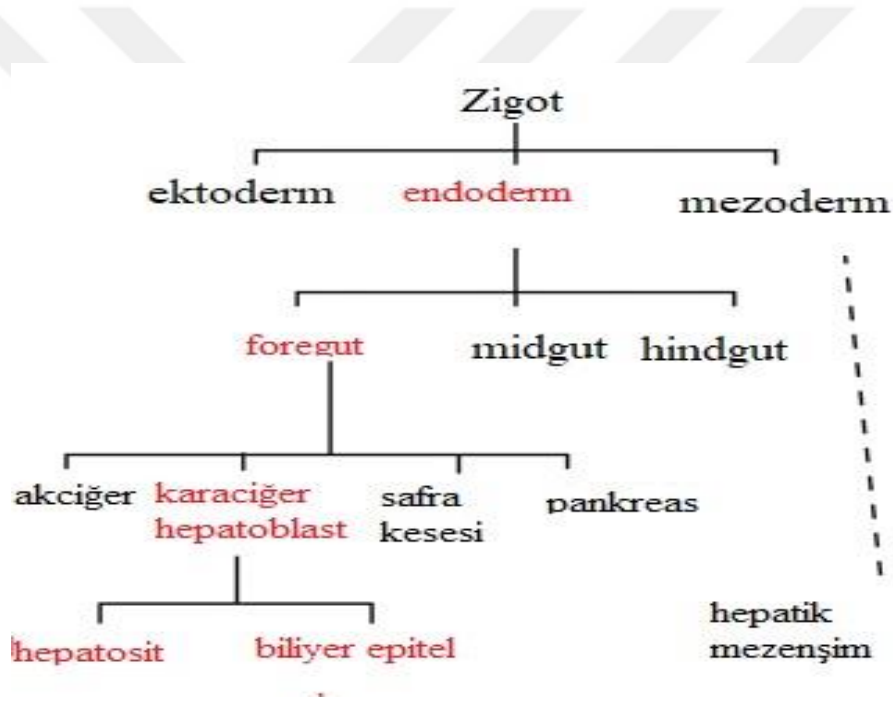 Zigot
ektoderm endoderm mezoderm
foregut midgut hindgut
akciğer karaciğer safra pankreas
hepatoblast kesesi
hepatik
hepatosit biliyer epitel mezenşim